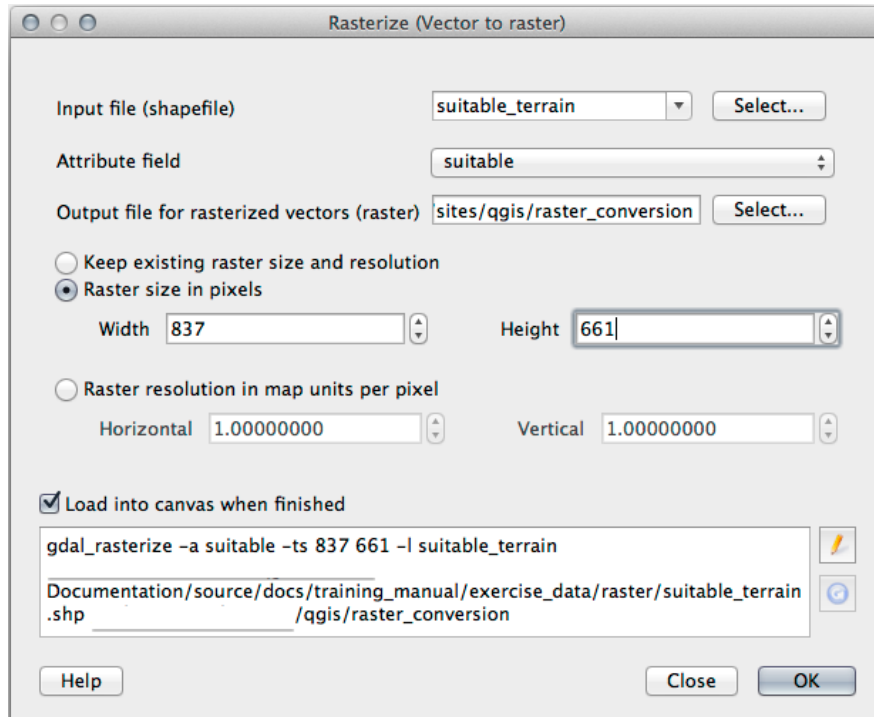 Rasterize (Vector to raster)
Input file (shapefile) suitable_terrain Select...
Attribute field suitable
Output file for rasterized vectors (raster) sites/qgis/raster_conversion Select...
Keep existing raster size and resolution
Raster size in pixels
Width 837 Height 661
Raster resolution in map units per pixel
Horizontal 1.00000000 Vertical 1.00000000
Load into canvas when finished
gdal_rasterize -a suitable -ts 837 661 -l suitable_terrain
Documentation/source/docs/training_manual/exercise_data/raster/suitable_terrain
.shp /qgis/raster_conversion
Help Close OK